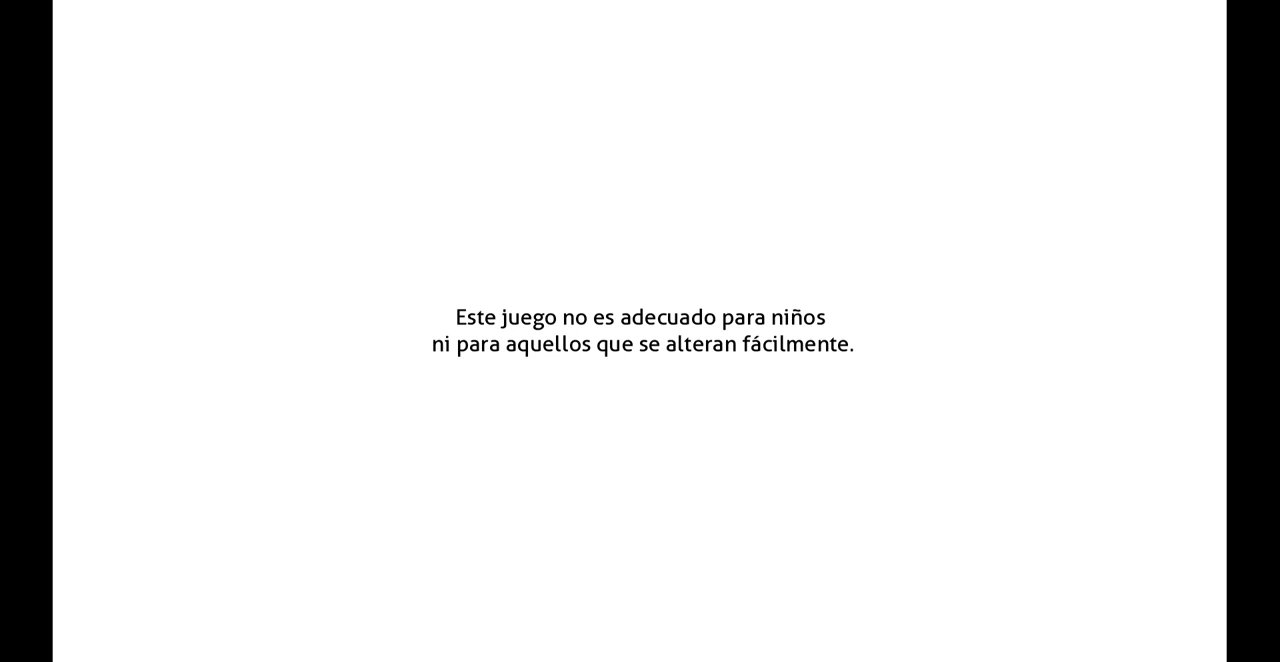 Este juego no es adecuado para niños
ni para aquellos que se alteran fácilmente.